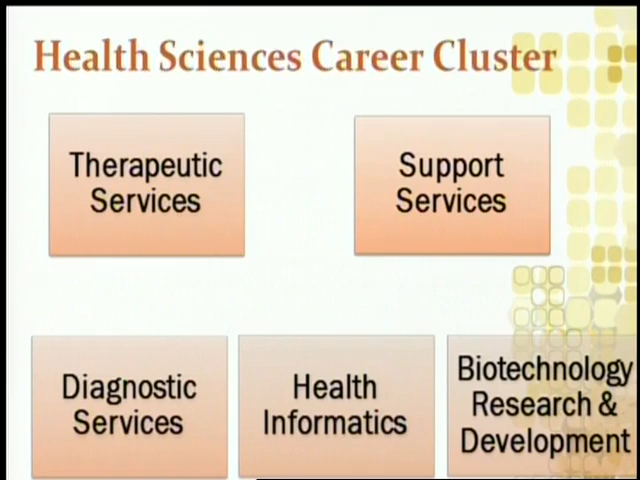 Health Sciences Career Cluster
Therapeutic
Services
Support
Services
Diagnostic
Services
Health
Informatics
Biotechnology
Research &
Development